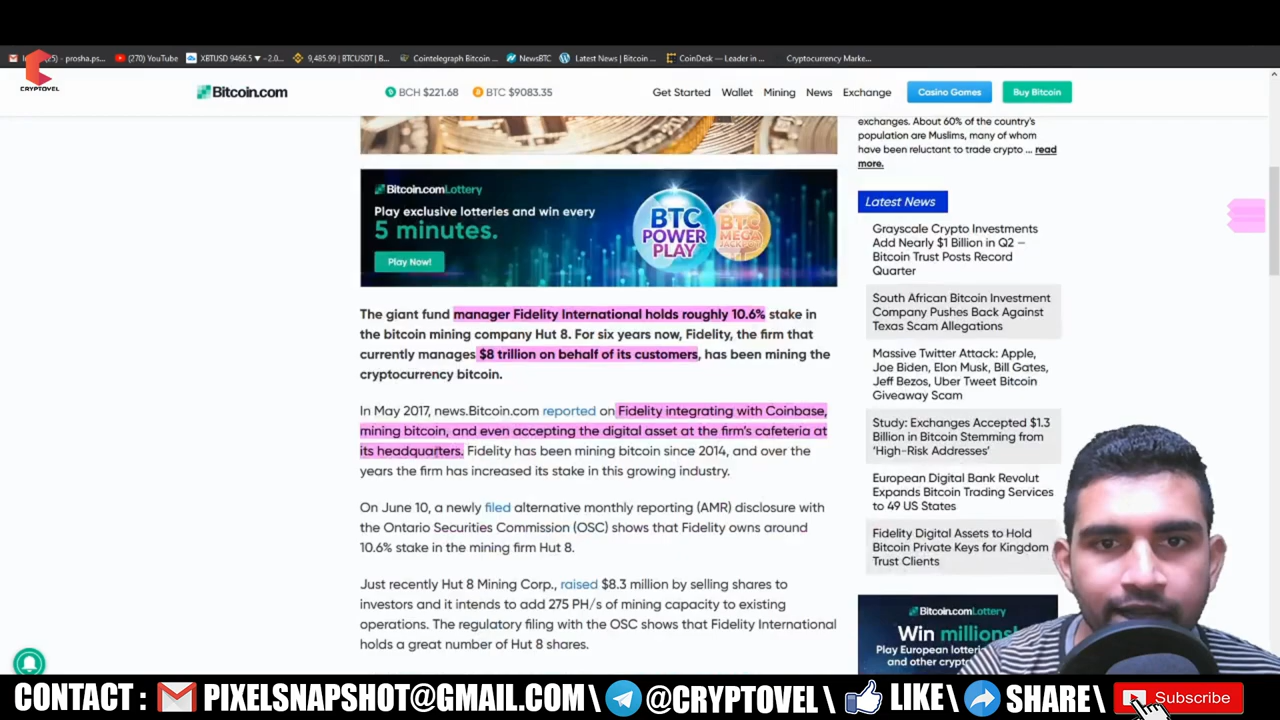 (25) - prosha.ps...
(270) YouTube
XBTUSD 9466.5 ▼ -2.0...
9,485.99 | BTCUSDT | B...
Cointelegraph Bitcoin ...
NewsBTC
Latest News | Bitcoin ...
CoinDesk — Leader in ...
Cryptocurrency Marke...
CRYPTOVEL
Bitcoin.com
BCH $221.68
BTC $9083.35
Get Started
Wallet
Mining
News
Exchange
Casino Games
Buy Bitcoin
Bitcoin.com Lottery
Play exclusive lotteries and win every
5 minutes.
Play Now!
BTC
POWER
PLAY
BTC
MEGA
JACKPOT
The giant fund manager Fidelity International holds roughly 10.6% stake in
the bitcoin mining company Hut 8. For six years now, Fidelity, the firm that
currently manages $8 trillion on behalf of its customers, has been mining the
cryptocurrency bitcoin.
In May 2017, news.Bitcoin.com reported on Fidelity integrating with Coinbase,
mining bitcoin, and even accepting the digital asset at the firm's cafeteria at
its headquarters. Fidelity has been mining bitcoin since 2014, and over the
years the firm has increased its stake in this growing industry.
On June 10, a newly filed alternative monthly reporting (AMR) disclosure with
the Ontario Securities Commission (OSC) shows that Fidelity owns around
10.6% stake in the mining firm Hut 8.
Just recently Hut 8 Mining Corp., raised $8.3 million by selling shares to
investors and it intends to add 275 PH/s of mining capacity to existing
operations. The regulatory filing with the OSC shows that Fidelity International
holds a great number of Hut 8 shares.
exchanges. About 60% of the country's
population are Muslims, many of whom
have been reluctant to trade crypto ... read
more.
Latest News
Grayscale Crypto Investments
Add Nearly $1 Billion in Q2 –
Bitcoin Trust Posts Record
Quarter
South African Bitcoin Investment
Company Pushes Back Against
Texas Scam Allegations
Massive Twitter Attack: Apple,
Joe Biden, Elon Musk, Bill Gates,
Jeff Bezos, Uber Tweet Bitcoin
Giveaway Scam
Study: Exchanges Accepted $1.3
Billion in Bitcoin Stemming from
'High-Risk Addresses'
European Digital Bank Revolut
Expands Bitcoin Trading Services
to 49 US States
Fidelity Digital Assets to Hold
Bitcoin Private Keys for Kingdom
Trust Clients
Bitcoin.com Lottery
Win millions!
Play European
and other
CONTACT : PIXELSNAPSHOT@GMAIL.COM \ @CRYPTOVEL \ LIKE \ SHARE \ Subscribe